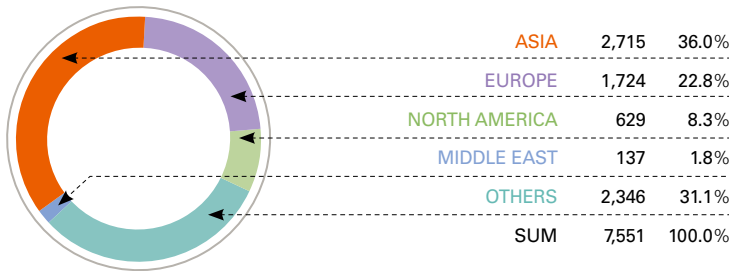 ASIA 2,715 36.0%
EUROPE 1,724 22.8%
NORTH AMERICA 629 8.3%
MIDDLE EAST 137 1.8%
OTHERS 2,346 31.1%
SUM 7,551 100.0%